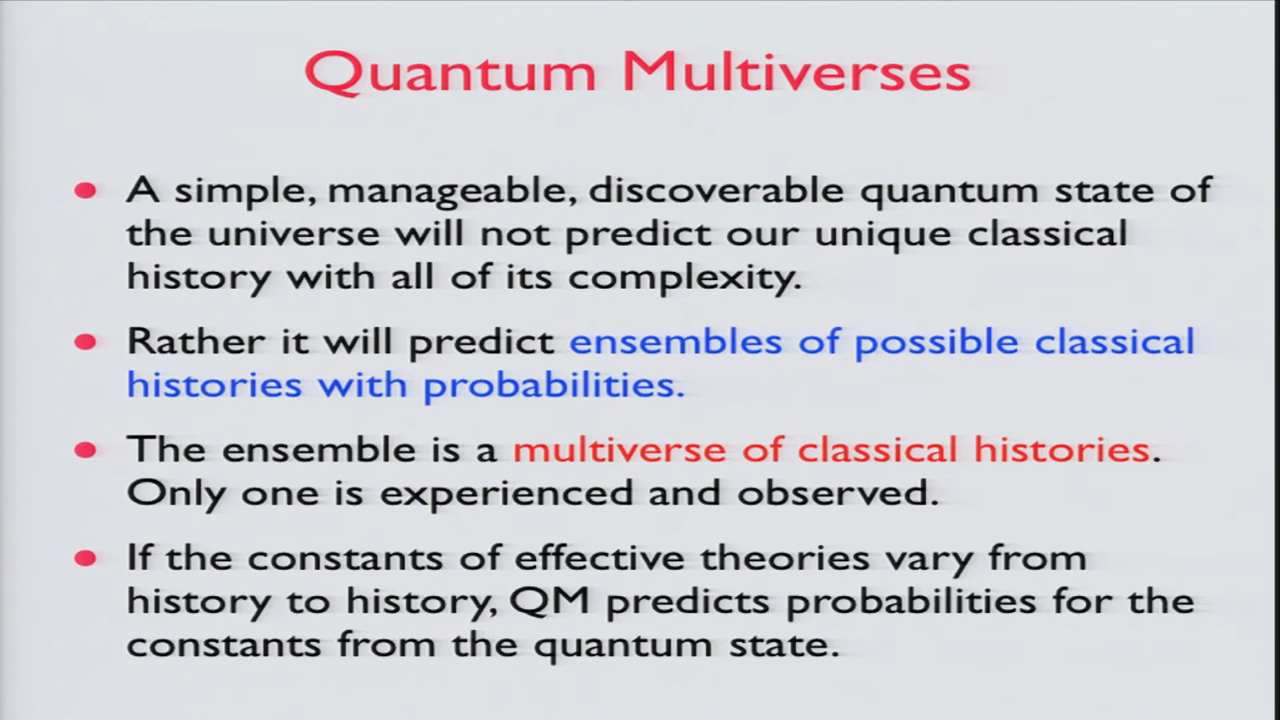 Quantum Multiverses
• A simple, manageable, discoverable quantum state of
the universe will not predict our unique classical
history with all of its complexity.
• Rather it will predict ensembles of possible classical
histories with probabilities.
• The ensemble is a multiverse of classical histories.
Only one is experienced and observed.
• If the constants of effective theories vary from
history to history, QM predicts probabilities for the
constants from the quantum state.